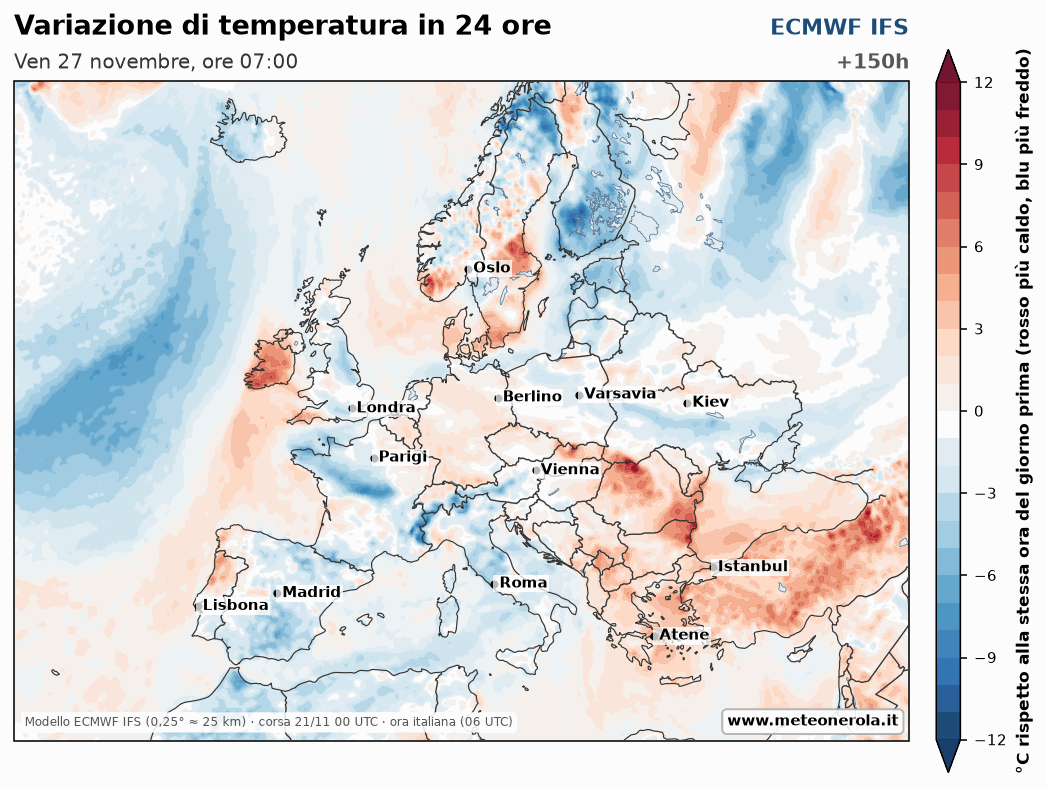 Variazione di temperatura in 24 ore
ECMWF IFS
Ven 27 novembre, ore 07:00
+150h
Oslo
Londra
Berlino
Varsavia
Kiev
Parigi
Vienna
Istanbul
Roma
Madrid
Lisbona
Atene
Modello ECMWF IFS (0,25° ≈ 25 km) · corsa 21/11 00 UTC · ora italiana (06 UTC)
www.meteonerola.it
12
9
6
3
0
−3
−6
−9
−12
°C rispetto alla stessa ora del giorno prima (rosso più caldo, blu più freddo)